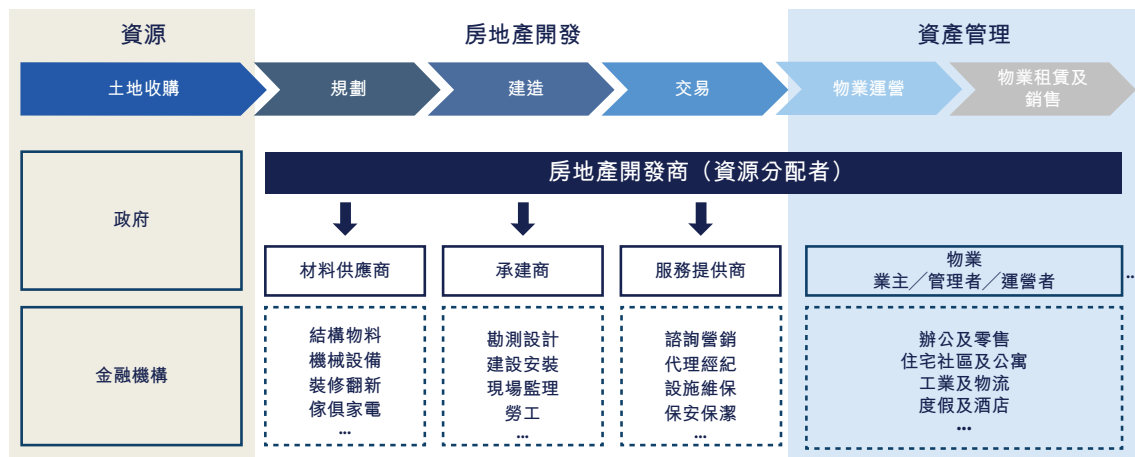 資源
房地產開發
資產管理
土地收購
規劃
建造
交易
物業運營
物業租賃及
銷售
房地產開發商（資源分配者）
政府
材料供應商
承建商
服務提供商
物業
業主╱管理者╱運營者
...
金融機構
結構物料
機械設備
裝修翻新
傢俱家電
...
勘測設計
建設安裝
現場監理
勞工
...
諮詢營銷
代理經紀
設施維保
保安保潔
...
辦公及零售
住宅社區及公寓
工業及物流
度假及酒店
...